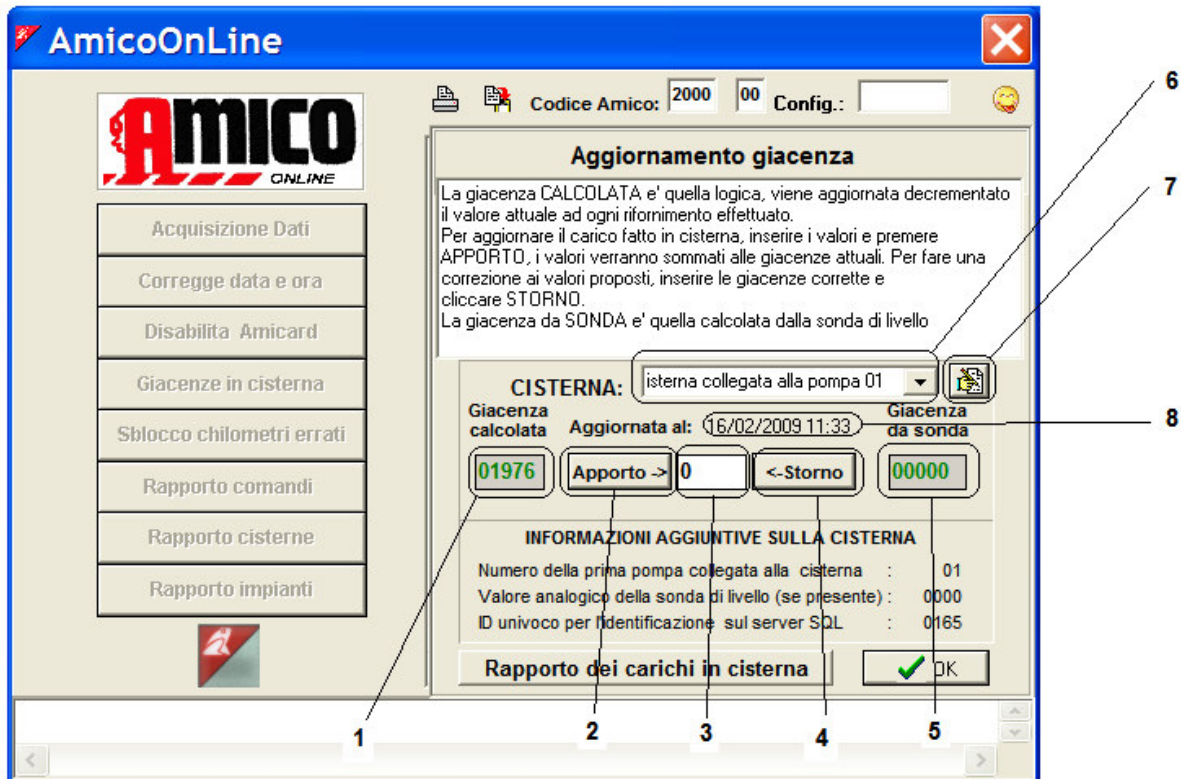 AmicoOnLine
AMICO
ONLINE
Codice Amico: 2000 00 Config.:
Acquisizione Dati
Corregge data e ora
Disabilita Amicard
Giacenze in cisterna
Sblocco chilometri errati
Rapporto comandi
Rapporto cisterne
Rapporto impianti
Aggiornamento giacenza
La giacenza CALCOLATA e' quella logica, viene aggiornata decrementato
il valore attuale ad ogni rifornimento effettuato.
Per aggiornare il carico fatto in cisterna, inserire i valori e premere
APPORTO, i valori verranno sommati alle giacenze attuali. Per fare una
correzione ai valori proposti, inserire le giacenze corrette e
cliccare STORNO.
La giacenza da SONDA e' quella calcolata dalla sonda di livello
CISTERNA: isterna collegata alla pompa 01
Giacenza
calcolata
Aggiornata al: 16/02/2009 11:33
Giacenza
da sonda
01976 Apporto -> 0 <-Storno 00000
INFORMAZIONI AGGIUNTIVE SULLA CISTERNA
Numero della prima pompa collegata alla cisterna : 01
Valore analogico della sonda di livello (se presente) : 0000
ID univoco per l'identificazione sul server SQL : 0165
Rapporto dei carichi in cisterna
OK
6
7
8
1
2
3
4
5